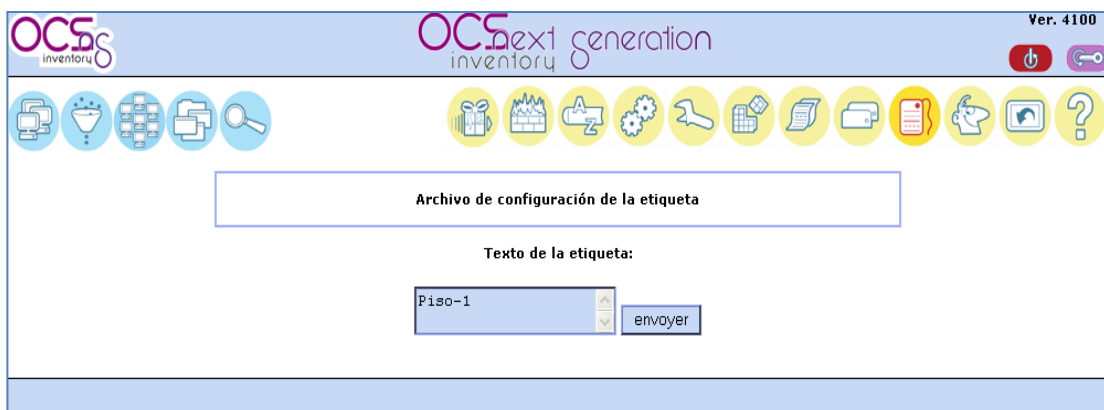 OCS ng
inventory
OCS next generation
inventory
Ver. 4100
A
Z
?
Archivo de configuración de la etiqueta
Texto de la etiqueta:
Piso-1
envoyer